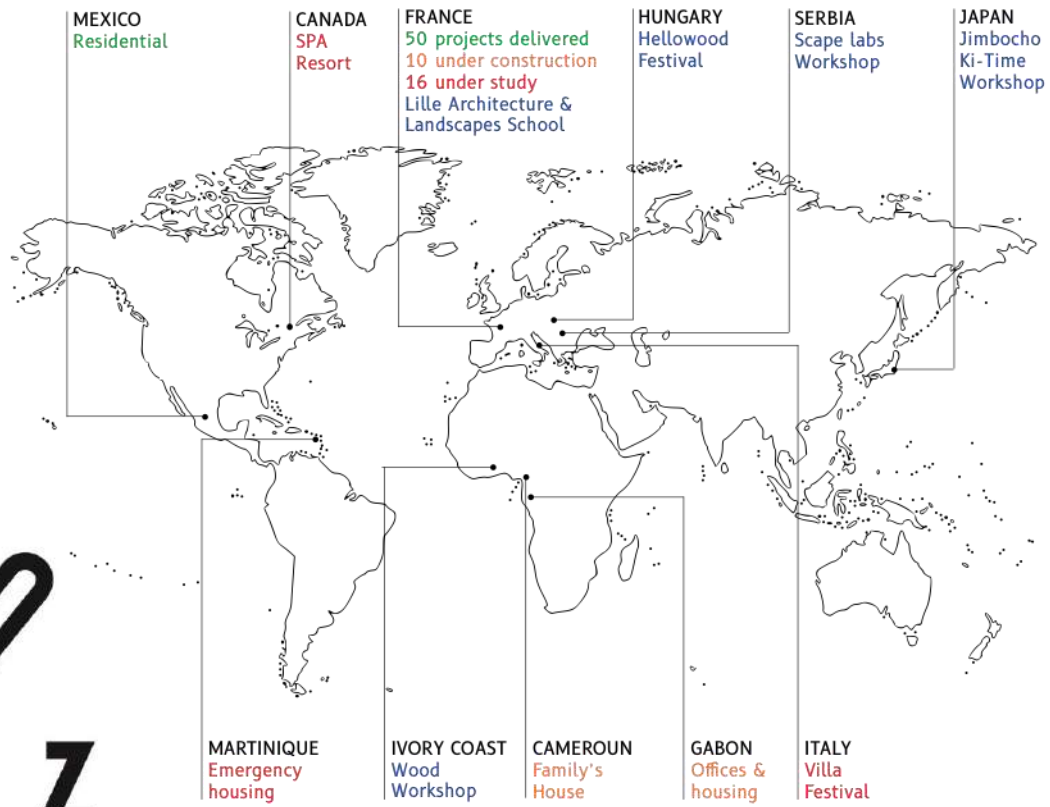 MEXICO
Residential
CANADA
SPA
Resort
FRANCE
50 projects delivered
10 under construction
16 under study
Lille Architecture &
Landscapes School
HUNGARY
Hellowood
Festival
SERBIA
Scape labs
Workshop
JAPAN
Jimbocho
Ki-Time
Workshop
MARTINIQUE
Emergency
housing
IVORY COAST
Wood
Workshop
CAMEROUN
Family's
House
GABON
Offices &
housing
ITALY
Villa
Festival